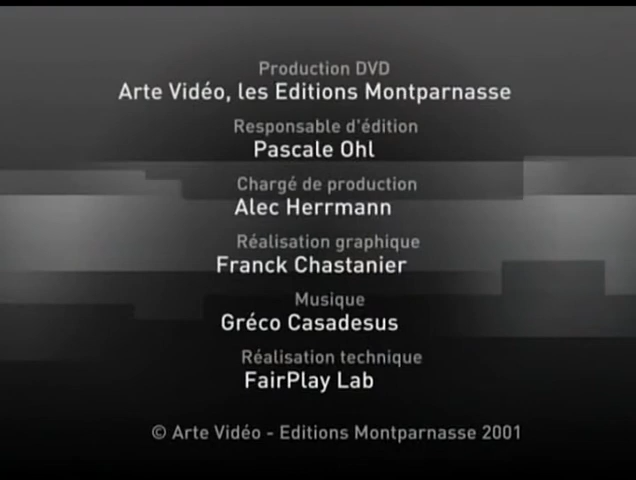 Production DVD
Arte Vidéo, les Editions Montparnasse
Responsable d'édition
Pascale Ohl
Chargé de production
Alec Herrmann
Réalisation graphique
Franck Chastanier
Musique
Gréco Casadesus
Réalisation technique
FairPlay Lab
© Arte Vidéo - Editions Montparnasse 2001